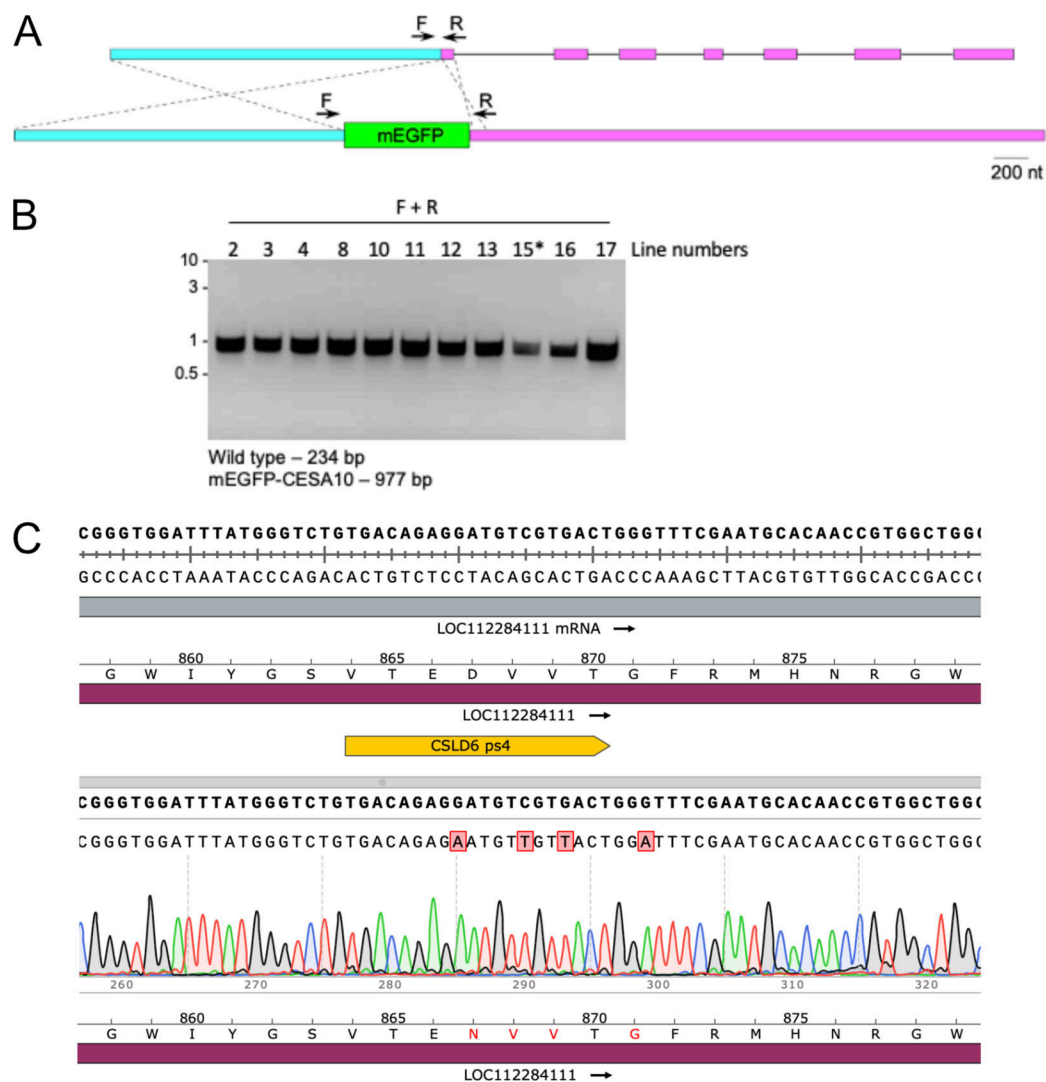 A
F R
F R
mEGFP
200 nt
B
F + R
2 3 4 8 10 11 12 13 15* 16 17 Line numbers
10
3
1
0.5
Wild type – 234 bp
mEGFP-CESA10 – 977 bp
C
CGGGTGGATTTATGGGTCTGTGACAGAGGATGTCGTGACTGGGTTTCGAATGCACAACCGTGGCTGGC
GCCCACCTAAATACCCAGACACTGTCTCCTACAGCACTGACCCAAAGCTTACGTGTTGGCACCGACCG
LOC112284111 mRNA
860 865 870 875
G W I Y G S V T E D V V T G F R M H N R G W
LOC112284111
CSLD6 ps4
CGGGTGGATTTATGGGTCTGTGACAGAGGATGTCGTGACTGGGTTTCGAATGCACAACCGTGGCTGGC
CGGGTGGATTTATGGGTCTGTGACAGAGAATGTTGTTACTGGATTTCGAATGCACAACCGTGGCTGGC
260 270 280 290 300 310 320
860 865 870 875
G W I Y G S V T E N V V T G F R M H N R G W
LOC112284111